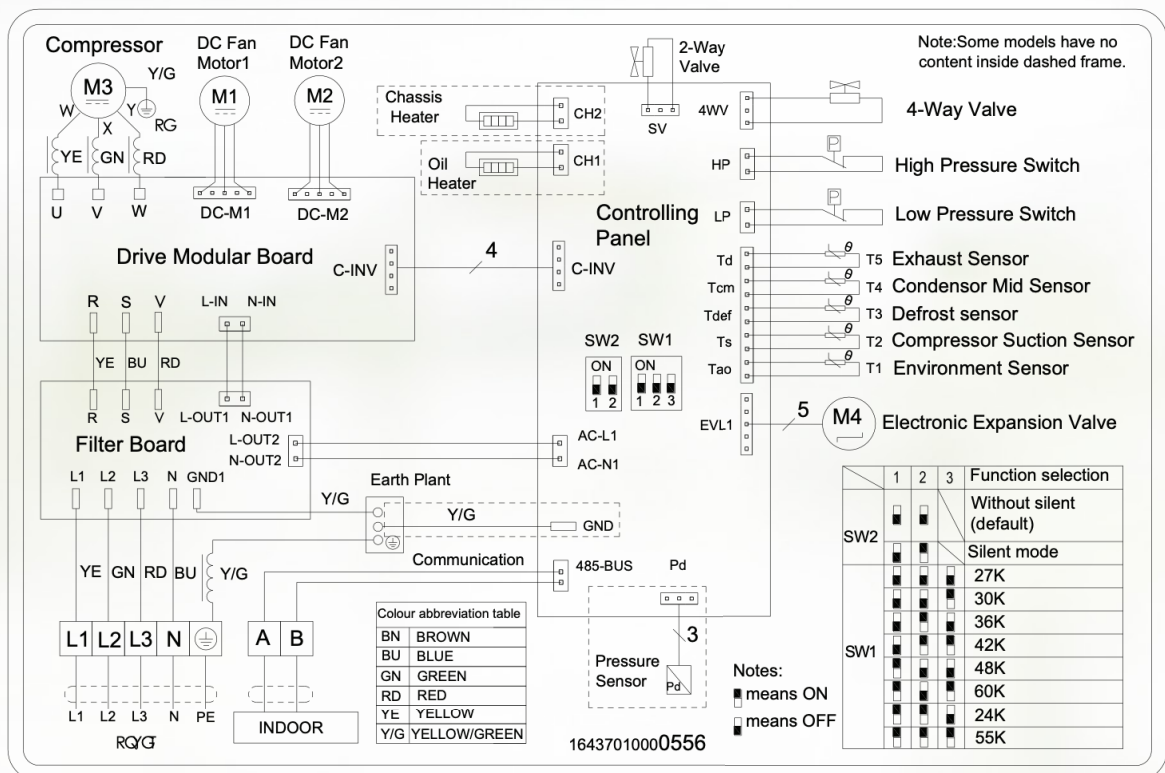 Compressor
DC Fan
Motor1
DC Fan
Motor2
2-Way
Valve
Note:Some models have no
content inside dashed frame.
M3
Y/G
M1
M2
W
X
Y
RG
YE
GN
RD
U
V
W
DC-M1
DC-M2
Chassis
Heater
CH2
Oil
Heater
CH1
SV
4WV
4-Way Valve
HP
P
High Pressure Switch
LP
P
Low Pressure Switch
Controlling
Panel
Drive Modular Board
C-INV
4
C-INV
Td
θ
T5 Exhaust Sensor
Tcm
θ
T4 Condensor Mid Sensor
Tdef
θ
T3 Defrost sensor
Ts
θ
T2 Compressor Suction Sensor
Tao
θ
T1 Environment Sensor
R
S
V
L-IN
N-IN
YE
BU
RD
SW2
SW1
ON
ON
1 2
1 2 3
R
S
V
L-OUT1
N-OUT1
Filter Board
L-OUT2
N-OUT2
AC-L1
AC-N1
EVL1
5
M4
Electronic Expansion Valve
L1
L2
L3
N
GND1
Earth Plant
Y/G
Y/G
GND
Communication
485-BUS
Pd
YE
GN
RD
BU
Y/G
3
Pressure
Sensor
Pd
L1
L2
L3
N
A
B
L1
L2
L3
N
PE
INDOOR
Colour abbreviation table
BN BROWN
BU BLUE
GN GREEN
RD RED
YE YELLOW
Y/G YELLOW/GREEN
Notes:
means ON
means OFF
16437010000556
1 2 3 Function selection
SW2
Without silent
(default)
Silent mode
SW1
27K
30K
36K
42K
48K
60K
24K
55K